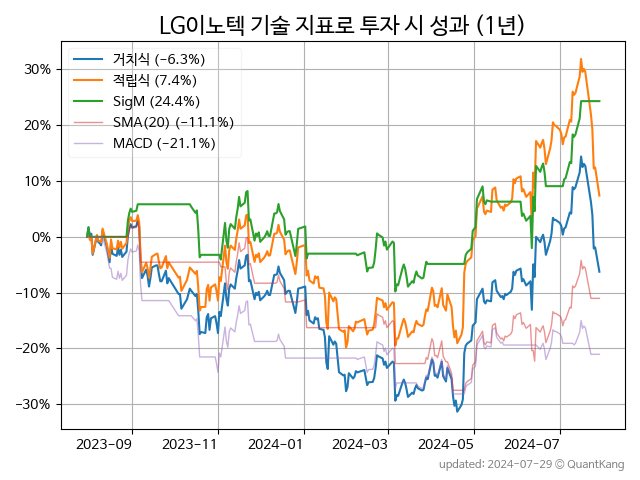 LG이노텍 기술 지표로 투자 시 성과 (1년)
거치식 (−6.3%)
적립식 (7.4%)
SigM (24.4%)
SMA(20) (−11.1%)
MACD (−21.1%)
30%
20%
10%
0%
−10%
−20%
−30%
2023-09 2023-11 2024-01 2024-03 2024-05 2024-07
updated: 2024-07-29 ⓒ QuantKang